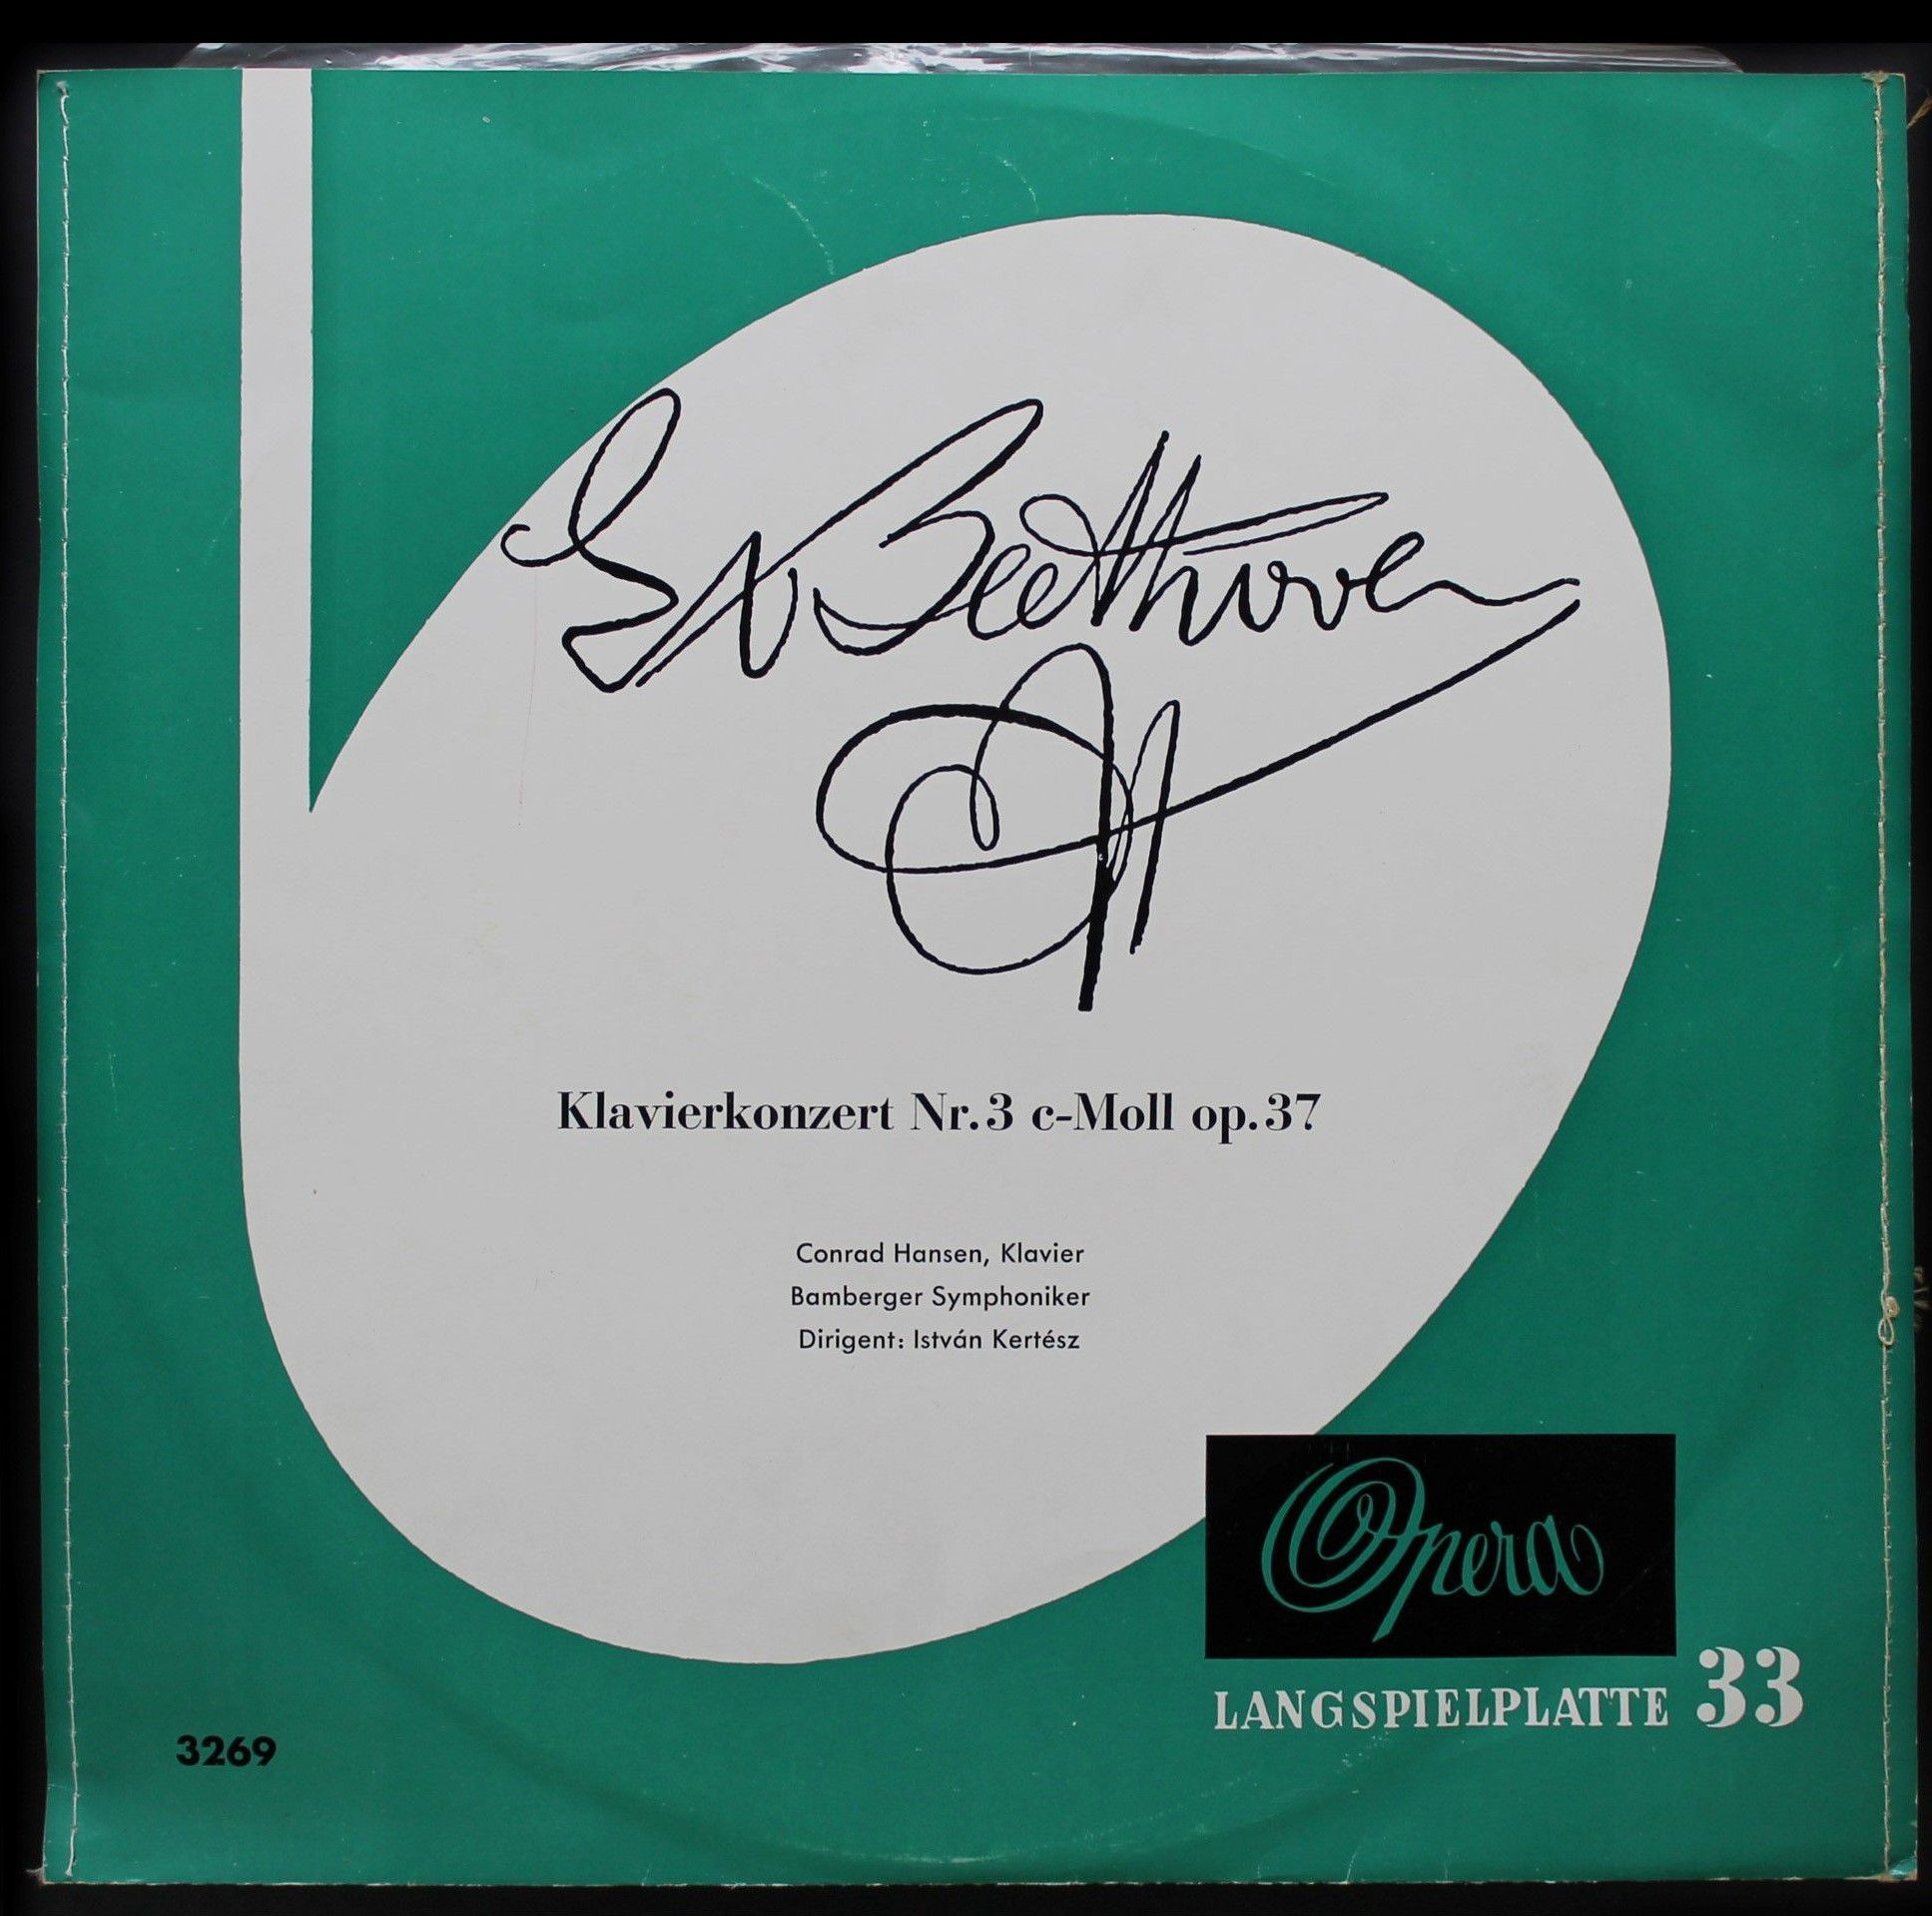 L v Beethoven
Klavierkonzert Nr. 3 c-Moll op. 37
Conrad Hansen, Klavier
Bamberger Symphoniker
Dirigent: István Kertész
Opera
LANGSPIELPLATTE 33
3269